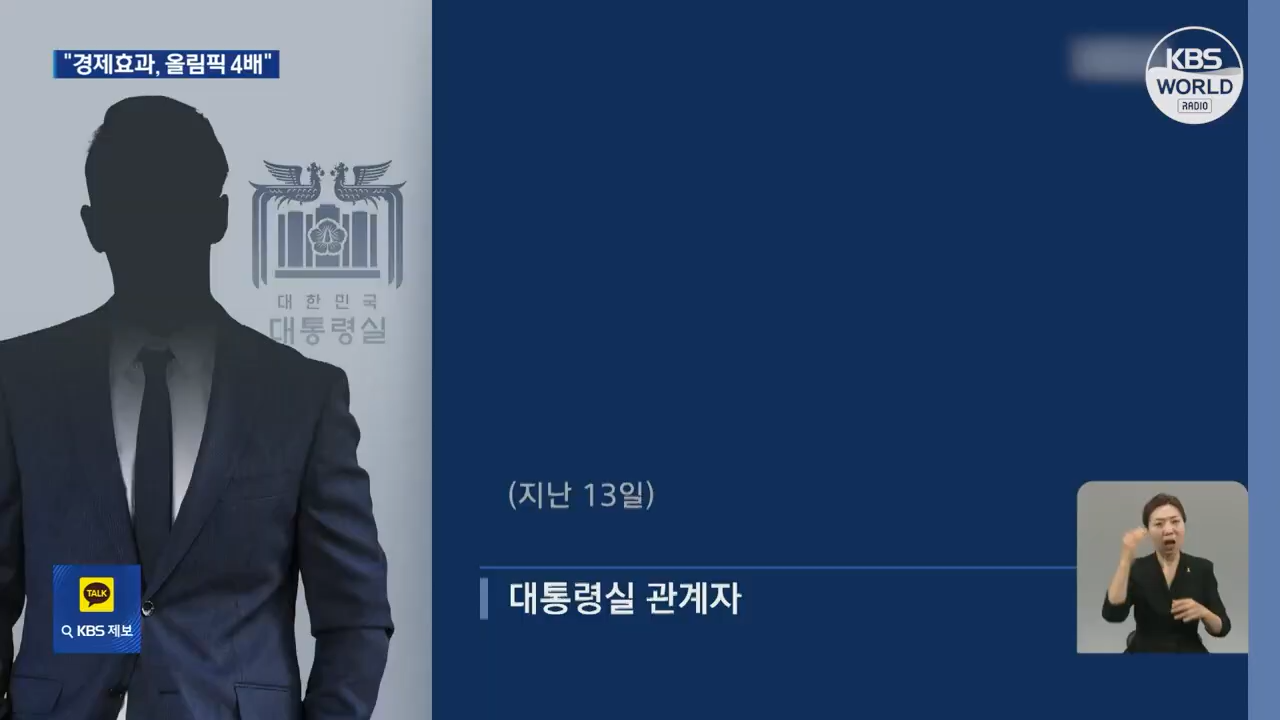 "경제효과, 올림픽 4배"
KBS
WORLD
RADIO
대한민국
대통령실
(지난 13일)
대통령실 관계자
TALK
KBS 제보